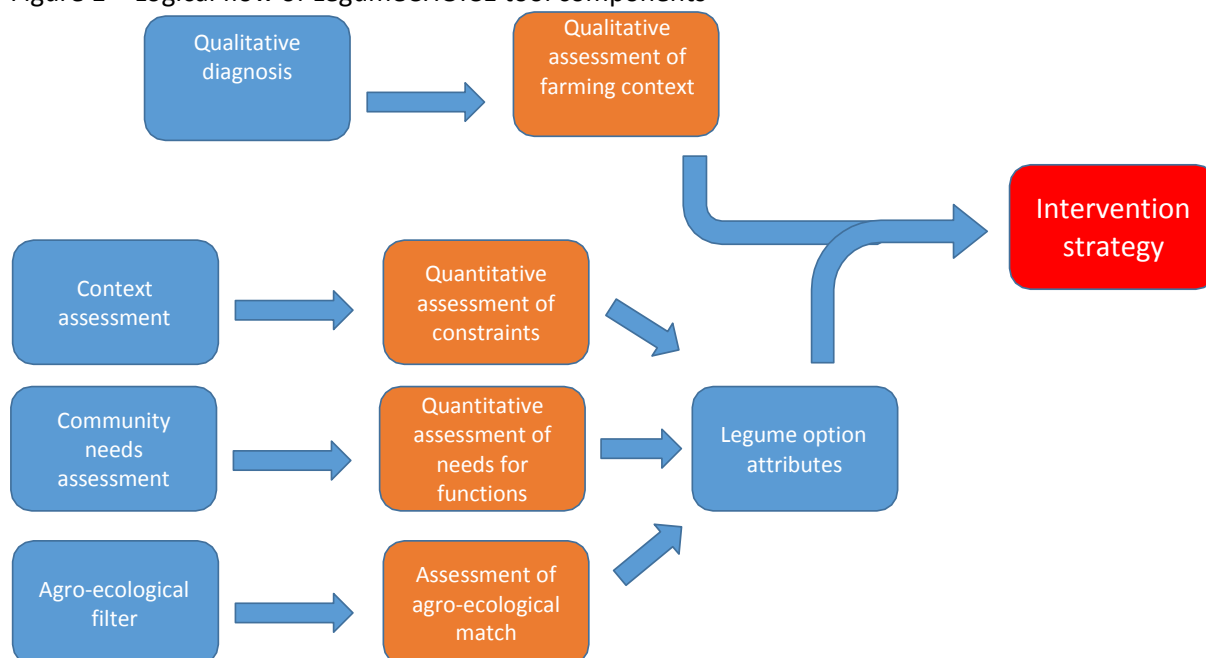 Qualitative
diagnosis
Qualitative
assessment of
farming context
Intervention
strategy
Context
assessment
Quantitative
assessment of
constraints
Community
needs
assessment
Quantitative
assessment of
needs for
functions
Legume option
attributes
Agro-ecological
filter
Assessment of
agro-ecological
match